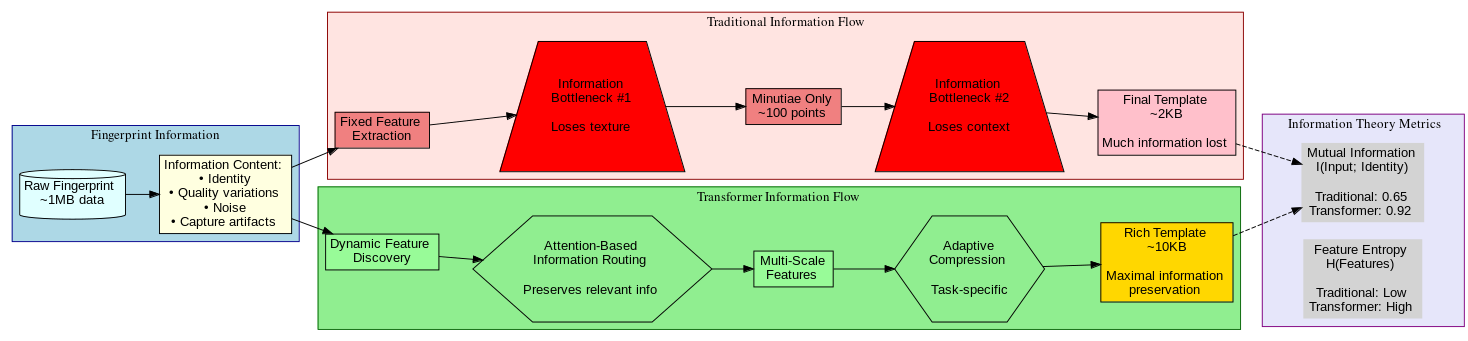 Fingerprint Information
Raw Fingerprint
~1MB data
Information Content:
• Identity
• Quality variations
• Noise
• Capture artifacts
Traditional Information Flow
Fixed Feature
Extraction
Information
Bottleneck #1
Loses texture
Minutiae Only
~100 points
Information
Bottleneck #2
Loses context
Final Template
~2KB
Much information lost
Transformer Information Flow
Dynamic Feature
Discovery
Attention-Based
Information Routing
Preserves relevant info
Multi-Scale
Features
Adaptive
Compression
Task-specific
Rich Template
~10KB
Maximal information
preservation
Information Theory Metrics
Mutual Information
I(Input; Identity)
Traditional: 0.65
Transformer: 0.92
Feature Entropy
H(Features)
Traditional: Low
Transformer: High